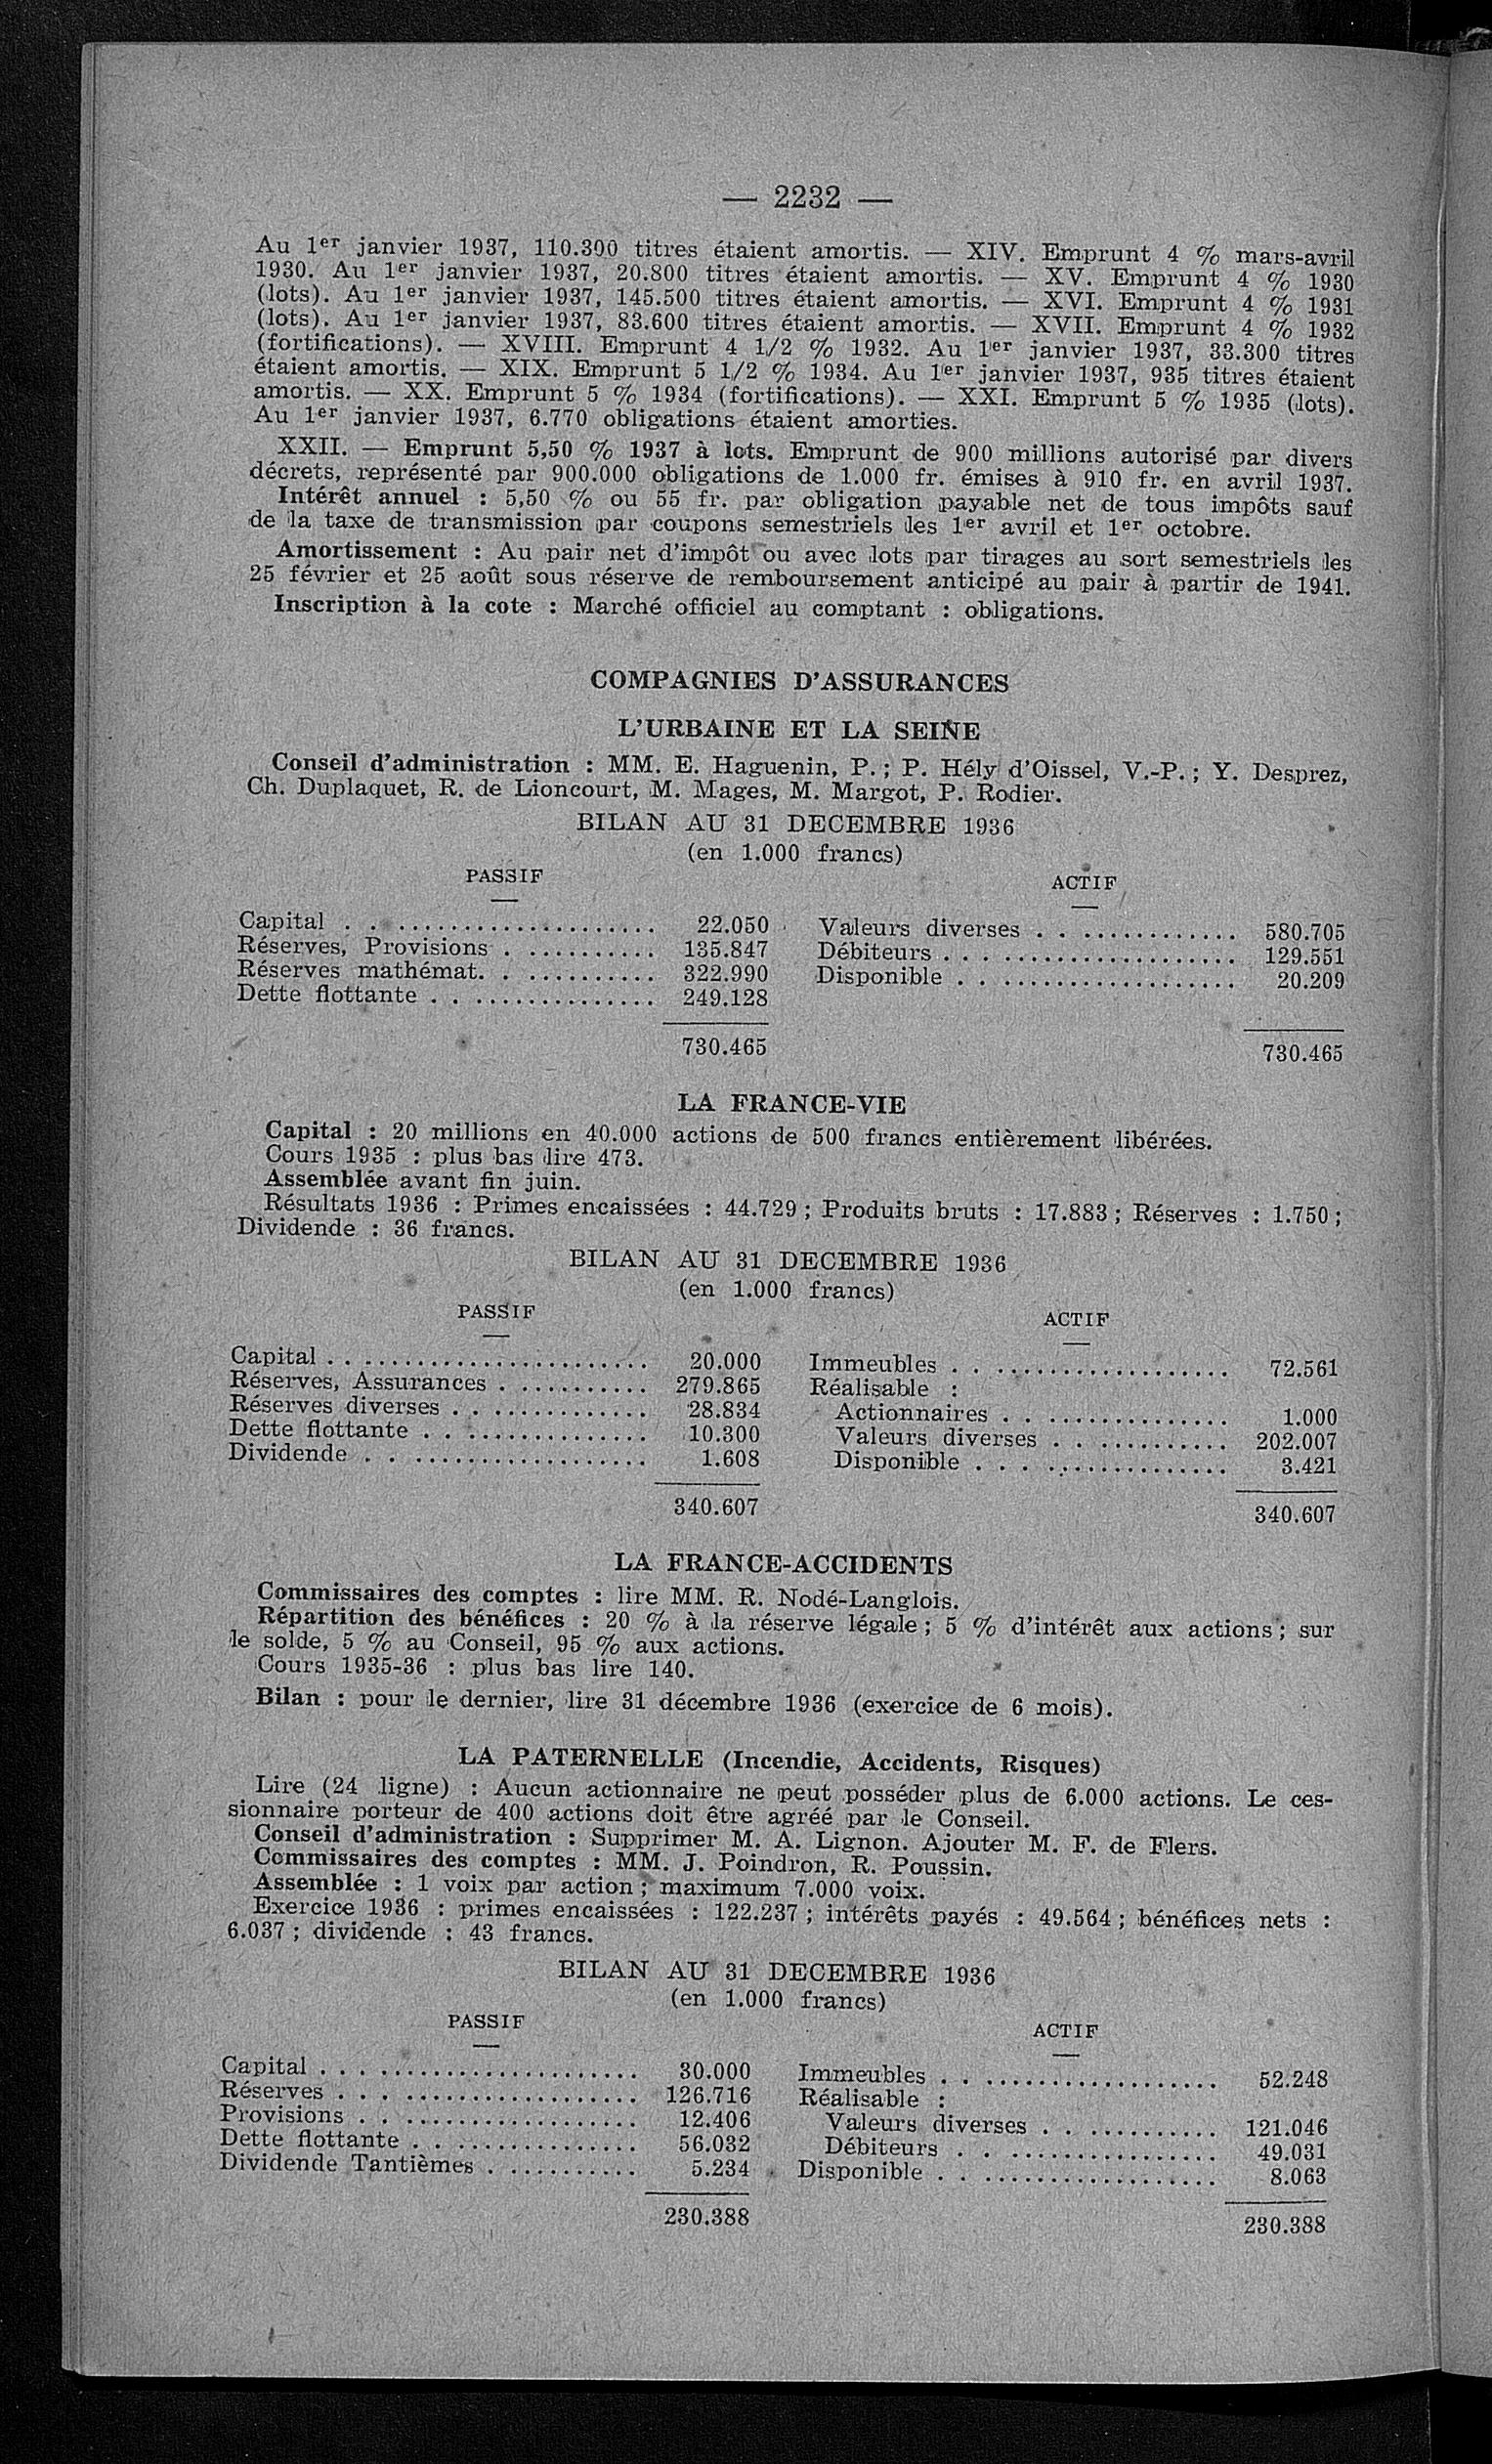 — 2232 —
Au 1er janvier 1937, 110.300 titres étaient amortis. — XIV. Emprunt 4 % mars-avril
1930. Au 1er janvier 1937, 20.800 titres étaient amortis. — XV. Emprunt 4 % 1930
(lots). Au 1er janvier 1937, 145.500 titres étaient amortis. — XVI. Emprunt 4 % 1931
(lots). Au 1er janvier 1937, 83.600 titres étaient amortis. — XVII. Emprunt 4 % 1932
(fortifications). — XVIII. Emprunt 4 1/2 % 1932. Au 1er janvier 1937, 33.300 titres
étaient amortis. — XIX. Emprunt 5 1/2 % 1934. Au 1er janvier 1937, 935 titres étaient
amortis. — XX. Emprunt 5 % 1934 (fortifications). — XXI. Emprunt 5 % 1935 (lots).
Au 1er janvier 1937, 6.770 obligations étaient amorties.
XXII. — Emprunt 5,50 % 1937 à lots. Emprunt de 900 millions autorisé par divers
décrets, représenté par 900.000 obligations de 1.000 fr. émises à 910 fr. en avril 1937.
Intérêt annuel : 5,50 % ou 55 fr. par obligation payable net de tous impôts sauf
de la taxe de transmission par coupons semestriels les 1er avril et 1er octobre.
Amortissement : Au pair net d'impôt ou avec lots par tirages au sort semestriels les
25 février et 25 août sous réserve de remboursement anticipé au pair à partir de 1941.
Inscription à la cote : Marché officiel au comptant : obligations.
COMPAGNIES D'ASSURANCES
L'URBAINE ET LA SEINE
Conseil d'administration : MM. E. Haguenin, P. ; P. Hély d'Oissel, V.-P. ; Y. Desprez,
Ch. Duplaquet, R. de Lioncourt, M. Mages, M. Margot, P. Rodier.
BILAN AU 31 DECEMBRE 1936
(en 1.000 francs)
PASSIF
Capital . . .................... 22.050
Réserves, Provisions . .......... 135.847
Réserves mathémat. . ........... 322.990
Dette flottante . . ............... 249.128
730.465
ACTIF
Valeurs diverses . . ............ 580.705
Débiteurs . . . .................. 129.551
Disponible . . .................. 20.209
730.465
LA FRANCE-VIE
Capital : 20 millions en 40.000 actions de 500 francs entièrement libérées.
Cours 1935 : plus bas lire 473.
Assemblée avant fin juin.
Résultats 1936 : Primes encaissées : 44.729 ; Produits bruts : 17.883 ; Réserves : 1.750 ;
Dividende : 36 francs.
BILAN AU 31 DECEMBRE 1936
(en 1.000 francs)
PASSIF
Capital . . ...................... 20.000
Réserves, Assurances . .......... 279.865
Réserves diverses . . ............ 28.834
Dette flottante . . ............... 10.300
Dividende . . ................... 1.608
340.607
ACTIF
Immeubles . . .................. 72.561
Réalisable :
Actionnaires . . ............... 1.000
Valeurs diverses . . ........... 202.007
Disponible . . . ................ 3.421
340.607
LA FRANCE-ACCIDENTS
Commissaires des comptes : lire MM. R. Nodé-Langlois.
Répartition des bénéfices : 20 % à la réserve légale ; 5 % d'intérêt aux actions ; sur
le solde, 5 % au Conseil, 95 % aux actions.
Cours 1935-36 : plus bas lire 140.
Bilan : pour le dernier, lire 31 décembre 1936 (exercice de 6 mois).
LA PATERNELLE (Incendie, Accidents, Risques)
Lire (24 ligne) : Aucun actionnaire ne peut posséder plus de 6.000 actions. Le ces-
sionnaire porteur de 400 actions doit être agréé par le Conseil.
Conseil d'administration : Supprimer M. A. Lignon. Ajouter M. F. de Flers.
Commissaires des comptes : MM. J. Poindron, R. Poussin.
Assemblée : 1 voix par action ; maximum 7.000 voix.
Exercice 1936 : primes encaissées : 122.237 ; intérêts payés : 49.564 ; bénéfices nets :
6.037 ; dividende : 43 francs.
BILAN AU 31 DECEMBRE 1936
(en 1.000 francs)
PASSIF
Capital . . . ..................... 30.000
Réserves . . . ................... 126.716
Provisions . . .................. 12.406
Dette flottante . . ............... 56.032
Dividende Tantièmes . .......... 5.234
230.388
ACTIF
Immeubles . . .................. 52.248
Réalisable :
Valeurs diverses . . ........... 121.046
Débiteurs . . ................. 49.031
Disponible . . ................... 8.063
230.388